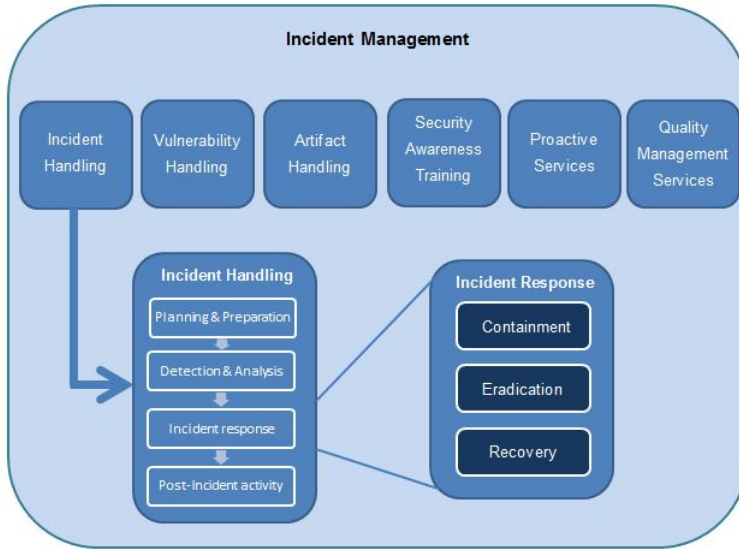 Incident Management
Incident
Handling
Vulnerability
Handling
Artifact
Handling
Security
Awareness
Training
Proactive
Services
Quality
Management
Services
Incident Handling
Planning & Preparation
Detection & Analysis
Incident response
Post-Incident activity
Incident Response
Containment
Eradication
Recovery